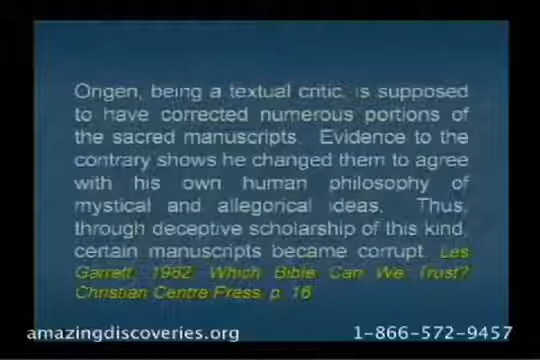 Origen, being a textual critic, is supposed
to have corrected numerous portions of
the sacred manuscripts. Evidence to the
contrary shows he changed them to agree
with his own human philosophy of
mystical and allegorical ideas. Thus,
through deceptive scholarship of this kind,
certain manuscripts became corrupt. Les
Garrett, 1982. Which Bible Can We Trust?
Christian Centre Press, p. 16
amazingdiscoveries.org 1-866-572-9457